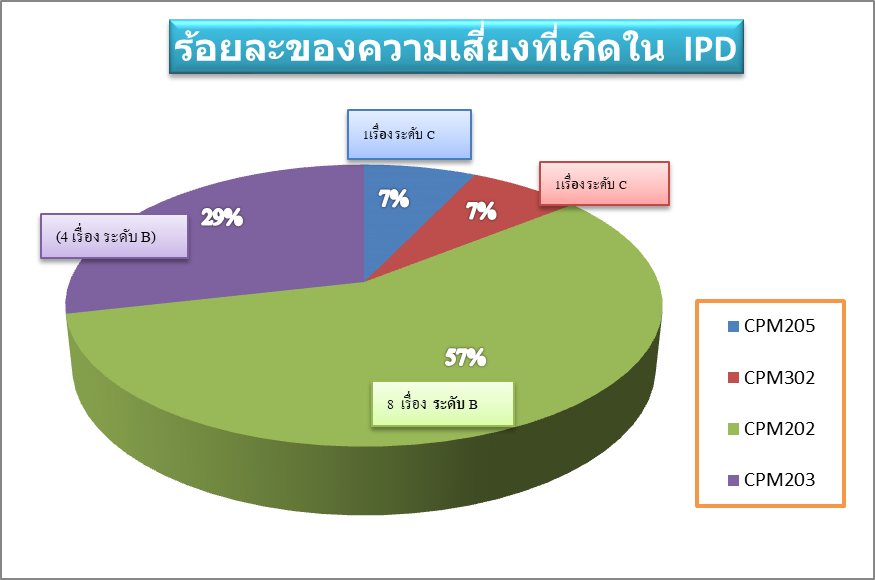 ร้อยละของความเสี่ยงที่เกิดใน IPD
1เรื่อง ระดับ C
1เรื่อง ระดับ C
7%
7%
29%
(4 เรื่อง ระดับ B)
57%
8 เรื่อง ระดับ B
CPM205
CPM302
CPM202
CPM203